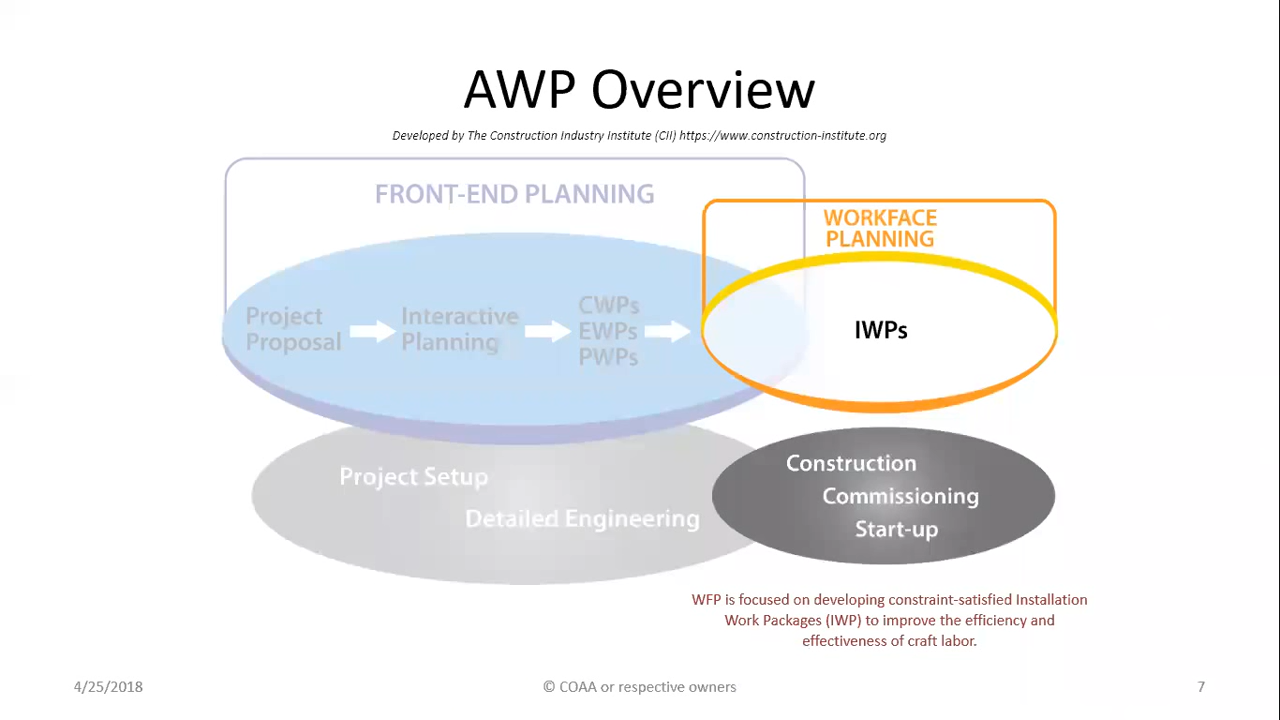 AWP Overview
Developed by The Construction Industry Institute (CII) https://www.construction-institute.org
FRONT-END PLANNING
WORKFACE
PLANNING
Project
Proposal
Interactive
Planning
CWPs
EWPs
PWPs
IWPs
Project Setup
Detailed Engineering
Construction
Commissioning
Start-up
WFP is focused on developing constraint-satisfied Installation
Work Packages (IWP) to improve the efficiency and
effectiveness of craft labor.
4/25/2018
© COAA or respective owners
7